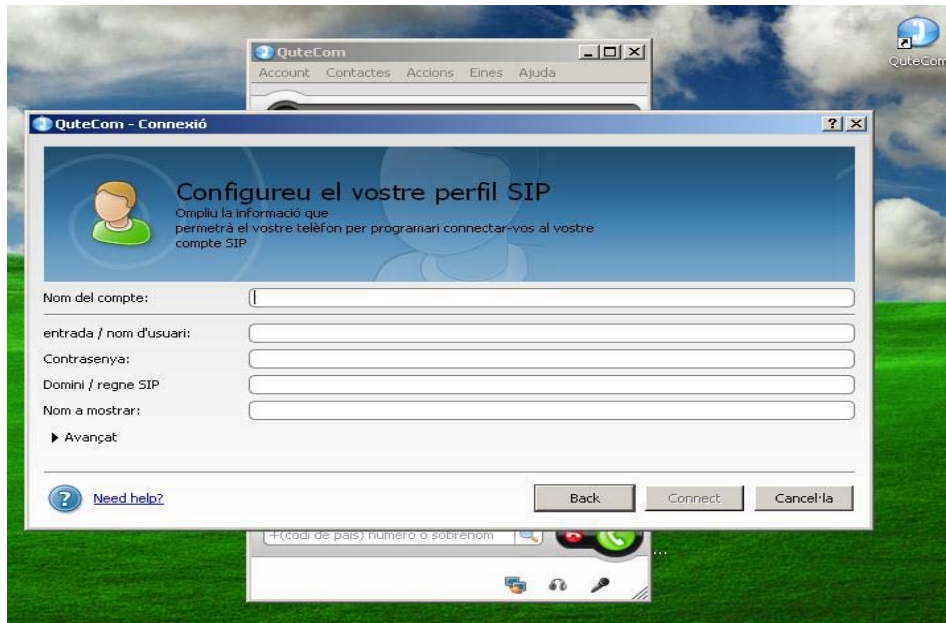 QuteCom
QuteCom
Account Contactes Accions Eines Ajuda
QuteCom - Connexió
Configureu el vostre perfil SIP
Ompliu la informació que
permetrà el vostre telèfon per programari connectar-vos al vostre
compte SIP
Nom del compte:
entrada / nom d'usuari:
Contrasenya:
Domini / regne SIP
Nom a mostrar:
Avançat
Need help?
Back Connect Cancel·la
+(codi de país) número o sobrenom
...